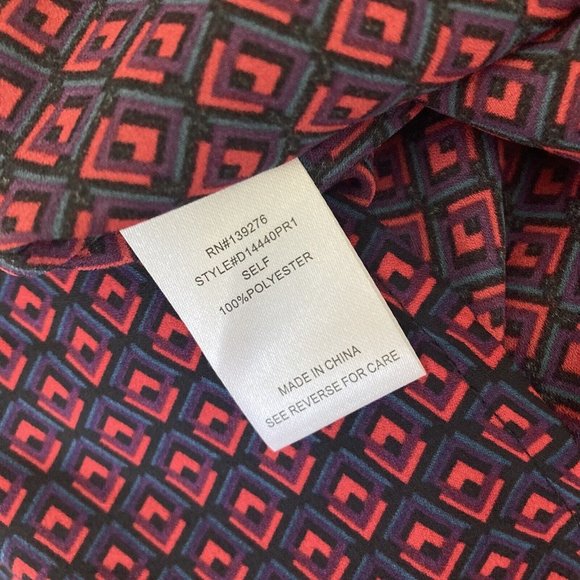 RN#139276
STYLE#D14440PR1
SELF
100%POLYESTER
MADE IN CHINA
SEE REVERSE FOR CARE